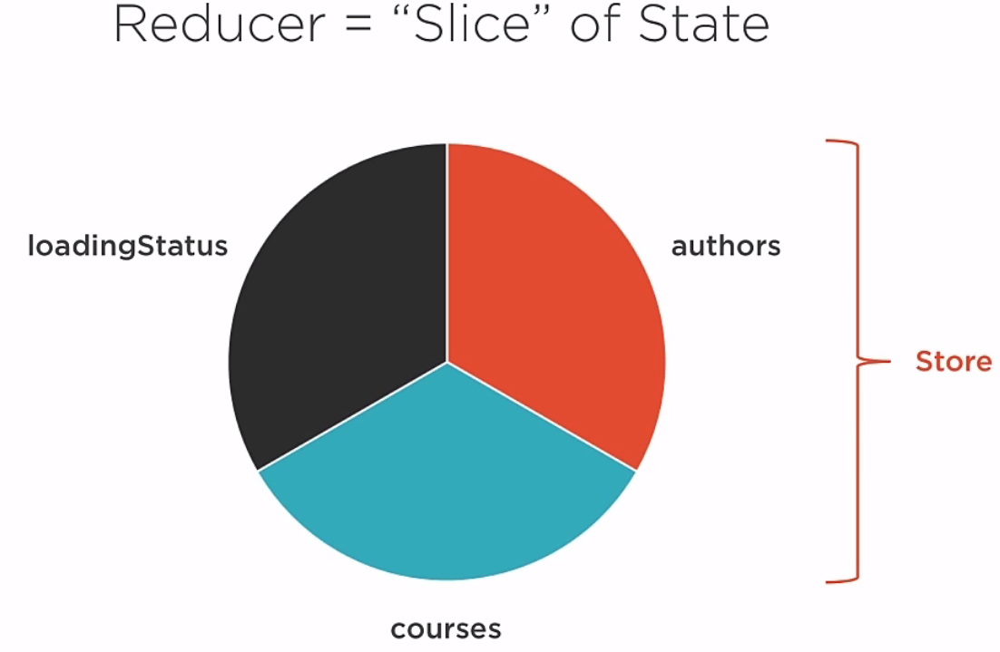 Reducer = “Slice” of State
loadingStatus
authors
Store
courses